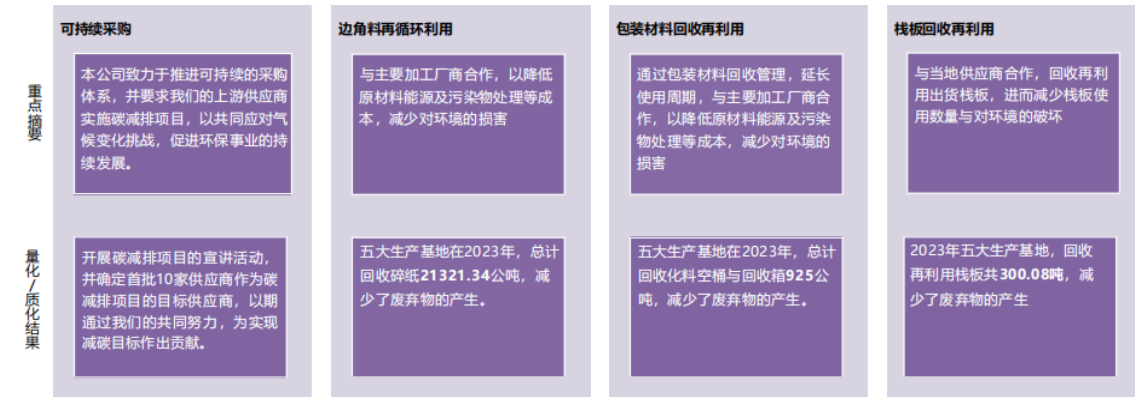 可持续采购
边角料再循环利用
包装材料回收再利用
栈板回收再利用
重点摘要
本公司致力于推进可持续的采购
体系，并要求我们的上游供应商
实施碳减排项目，以共同应对气
候变化挑战，促进环保事业的持
续发展。
与主要加工厂商合作，以降低
原材料能源及污染物处理等成
本，减少对环境的损害
通过包装材料回收管理，延长
使用周期，与主要加工厂商合
作，以降低原材料能源及污染
物处理等成本，减少对环境的
损害
与当地供应商合作，回收再利
用出货栈板，进而减少栈板使
用数量与对环境的破坏
量化/质化结果
开展碳减排项目的宣讲活动，
并确定首批10家供应商作为碳
减排项目的目标供应商，以期
通过我们的共同努力，为实现
减碳目标作出贡献。
五大生产基地在2023年，总计
回收碎纸21321.34公吨，减
少了废弃物的产生。
五大生产基地在2023年，总计
回收化料空桶与回收箱925公
吨，减少了废弃物的产生。
2023年五大生产基地，回收
再利用栈板共300.08吨，减
少了废弃物的产生